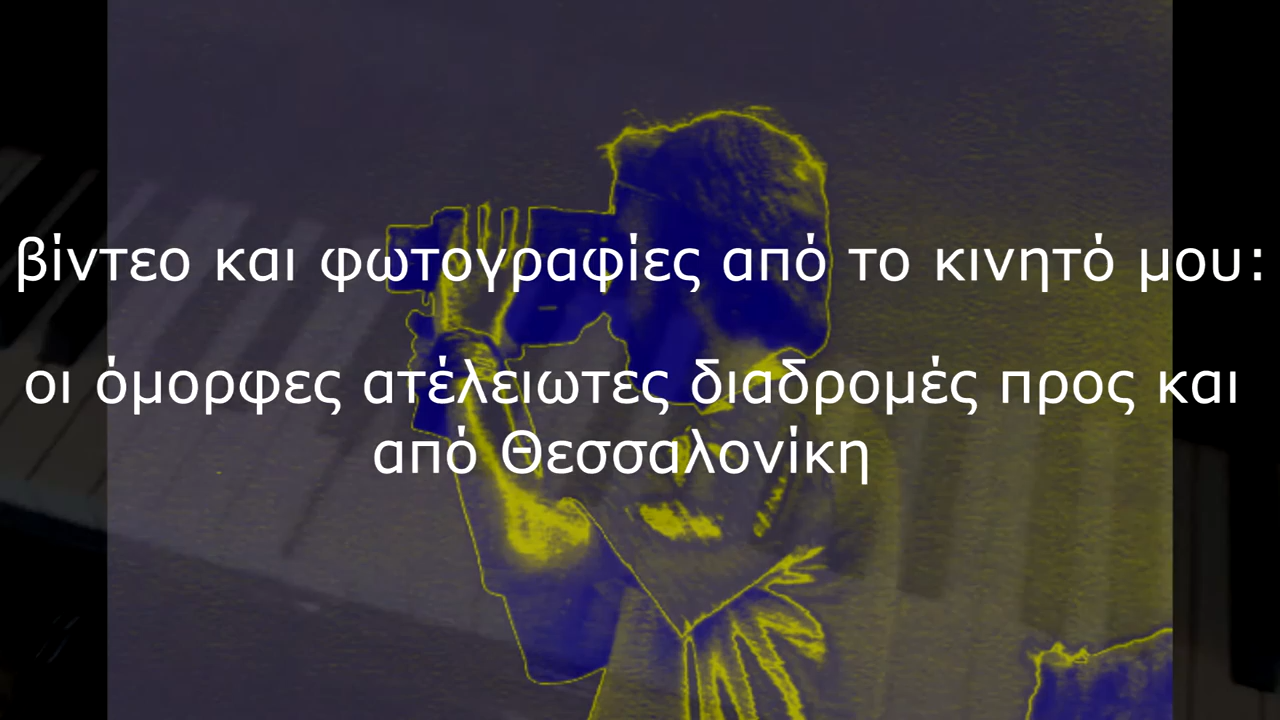 βίντεο και φωτογραφίες από το κινητό μου:
οι όμορφες ατέλειωτες διαδρομές προς και
από Θεσσαλονίκη